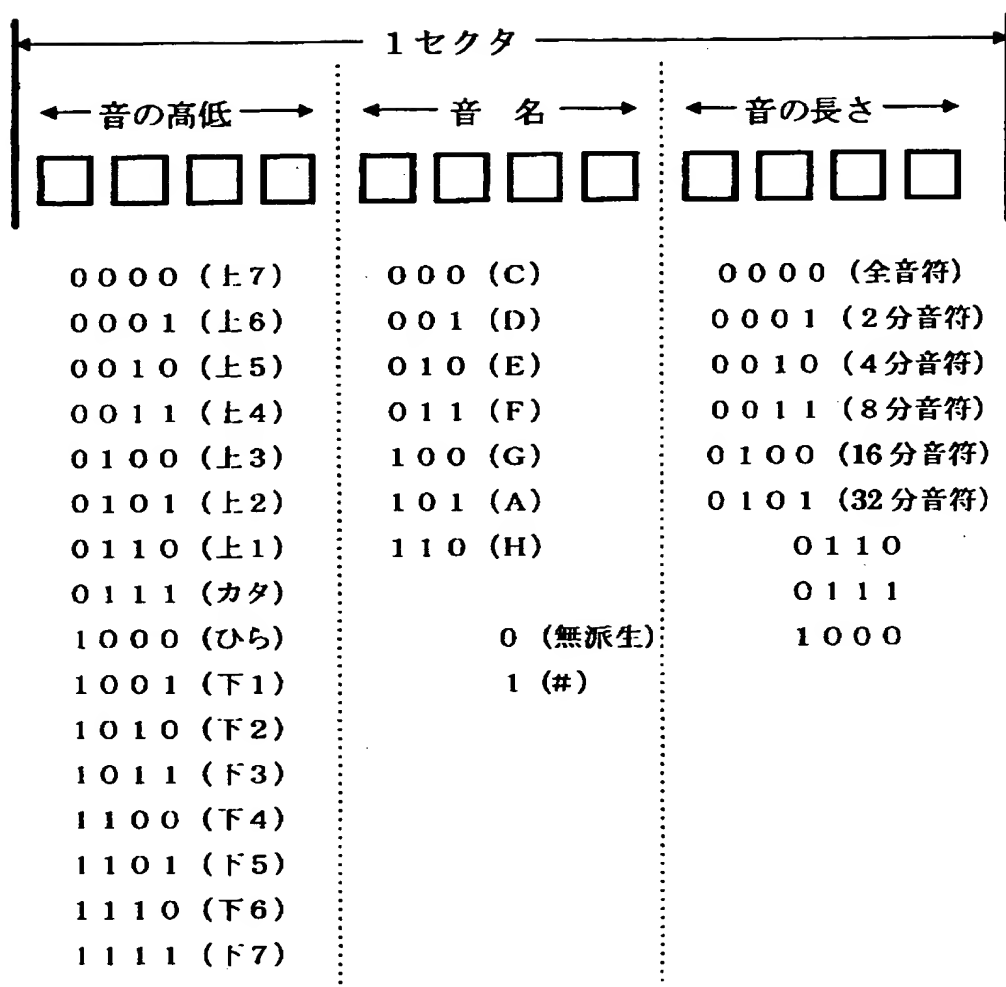 1セクタ
音の高低 音 名 音の長さ
0000 (上7) 000 (C) 0000 (全音符)
0001 (上6) 001 (D) 0001 (2分音符)
0010 (上5) 010 (E) 0010 (4分音符)
0011 (上4) 011 (F) 0011 (8分音符)
0100 (上3) 100 (G) 0100 (16分音符)
0101 (上2) 101 (A) 0101 (32分音符)
0110 (上1) 110 (H) 0110
0111 (カタ) 0111
1000 (ひら) 0 (無派生) 1000
1001 (下1) 1 (#)
1010 (下2)
1011 (下3)
1100 (下4)
1101 (下5)
1110 (下6)
1111 (下7)